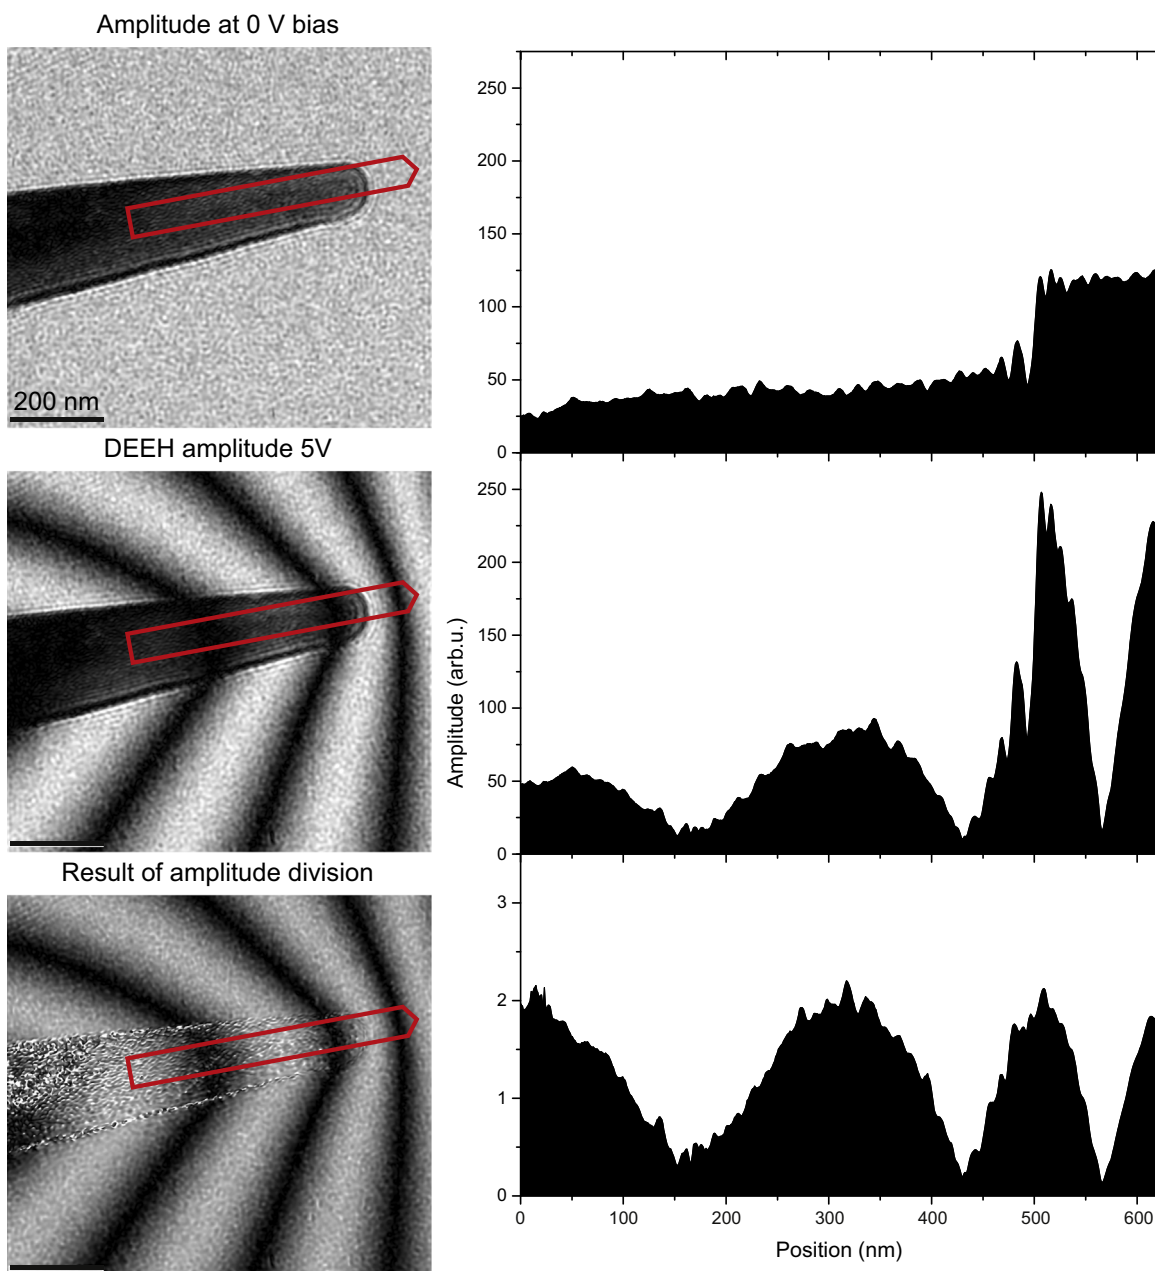 Amplitude at 0 V bias
200 nm
DEEH amplitude 5V
Result of amplitude division
250
200
150
100
50
0
250
200
150
100
50
0
3
2
1
0
Amplitude (arb.u.)
0 100 200 300 400 500 600
Position (nm)